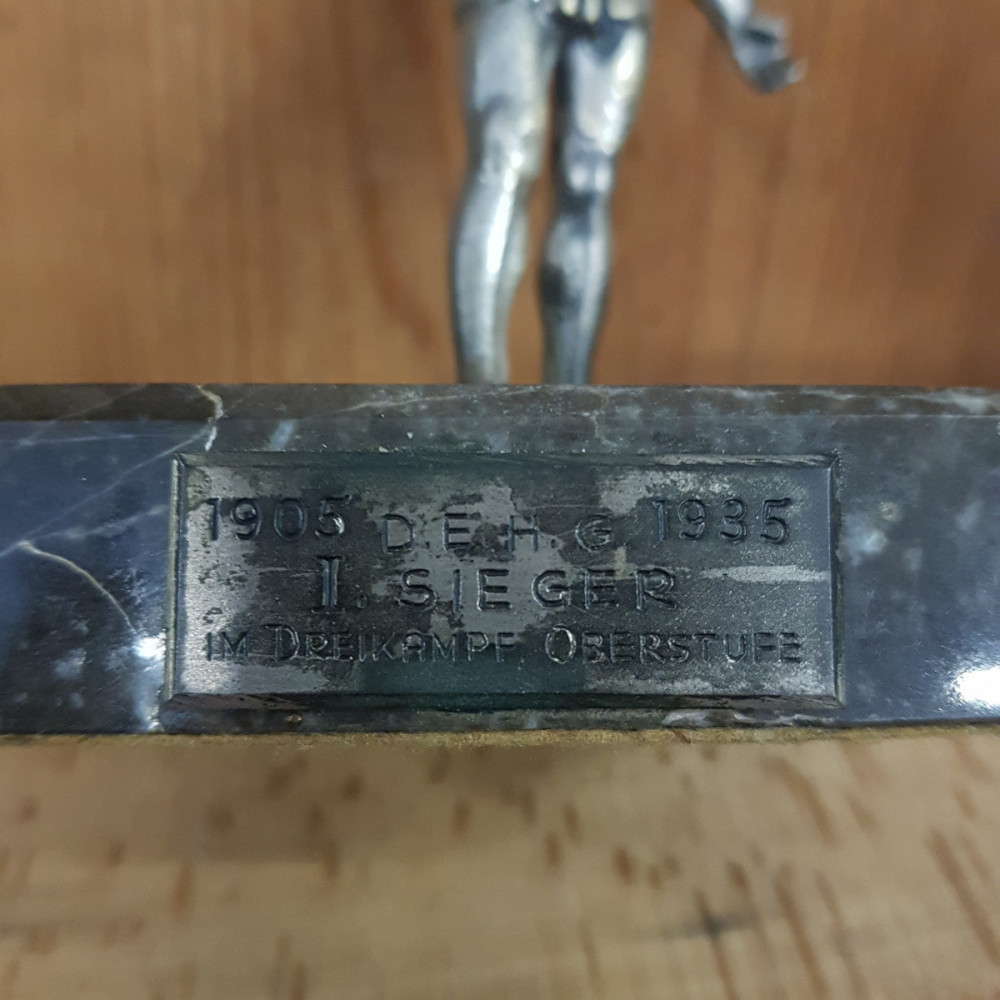 1905 D.E.H.G 1935
I. SIEGER
IM DREIKAMPF OBERSTUFE